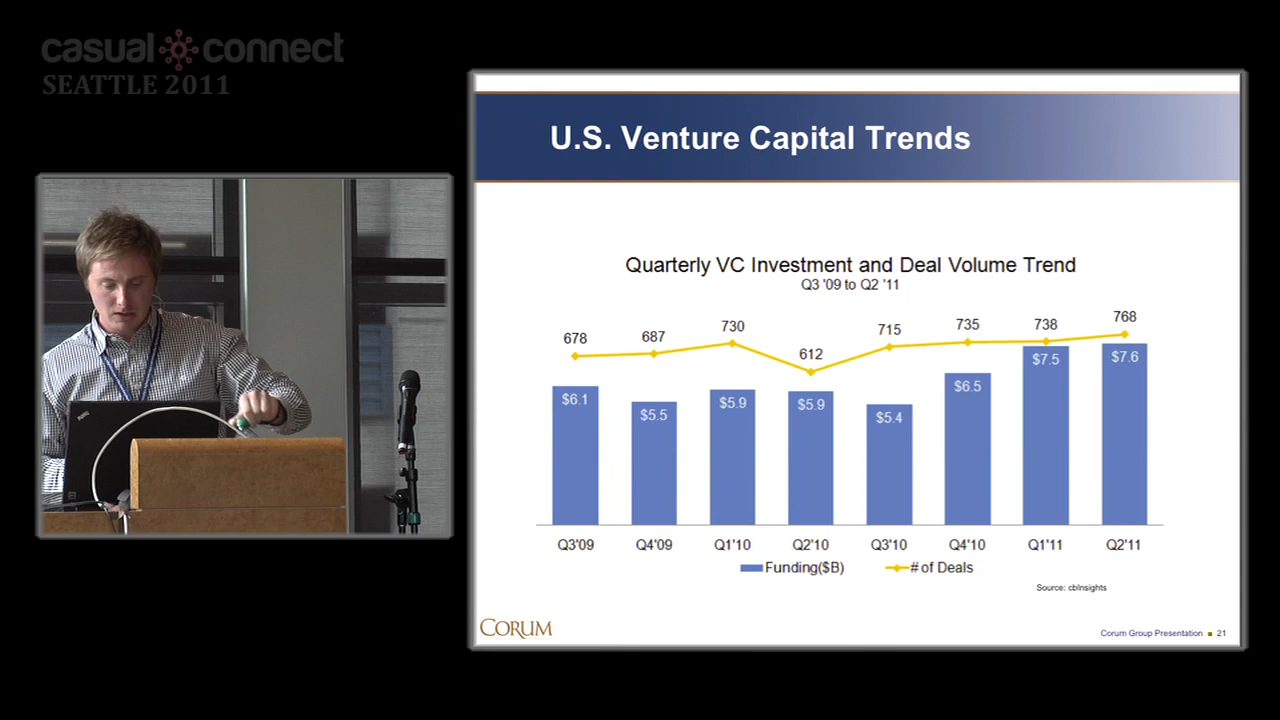 casual connect
SEATTLE 2011
U.S. Venture Capital Trends
Quarterly VC Investment and Deal Volume Trend
Q3 '09 to Q2 '11
678 687 730 612 715 735 738 768
$6.1 $5.5 $5.9 $5.9 $5.4 $6.5 $7.5 $7.6
Q3'09 Q4'09 Q1'10 Q2'10 Q3'10 Q4'10 Q1'11 Q2'11
Funding($B) # of Deals
Source: cbInsights
CORUM
Corum Group Presentation 21